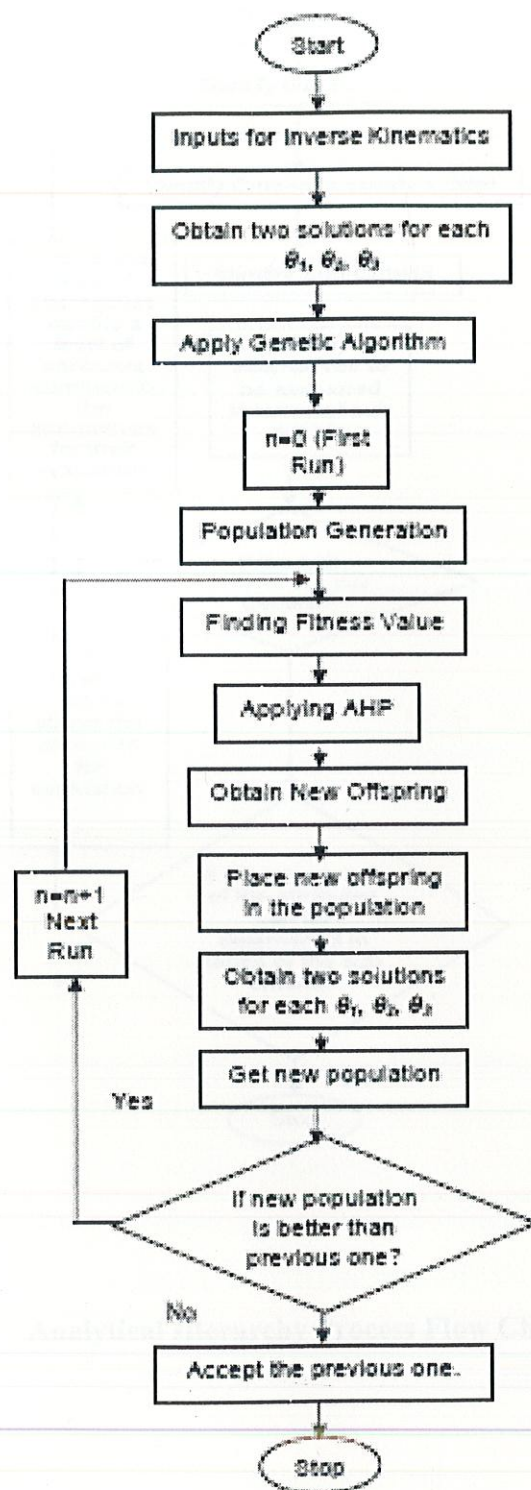 Start
Inputs for Inverse Kinematics
Obtain two solutions for each
θ₁, θ₂, θ₃
Apply Genetic Algorithm
n=0 (First
Run)
Population Generation
Finding Fitness Value
Applying AHP
Obtain New Offspring
Place new offspring
in the population
n=n+1
Next
Run
Obtain two solutions
for each θ₁, θ₂, θ₃
Get new population
Yes
If new population
is better than
previous one?
No
Analytical Hierarchy Process Flow
Accept the previous one.
Stop